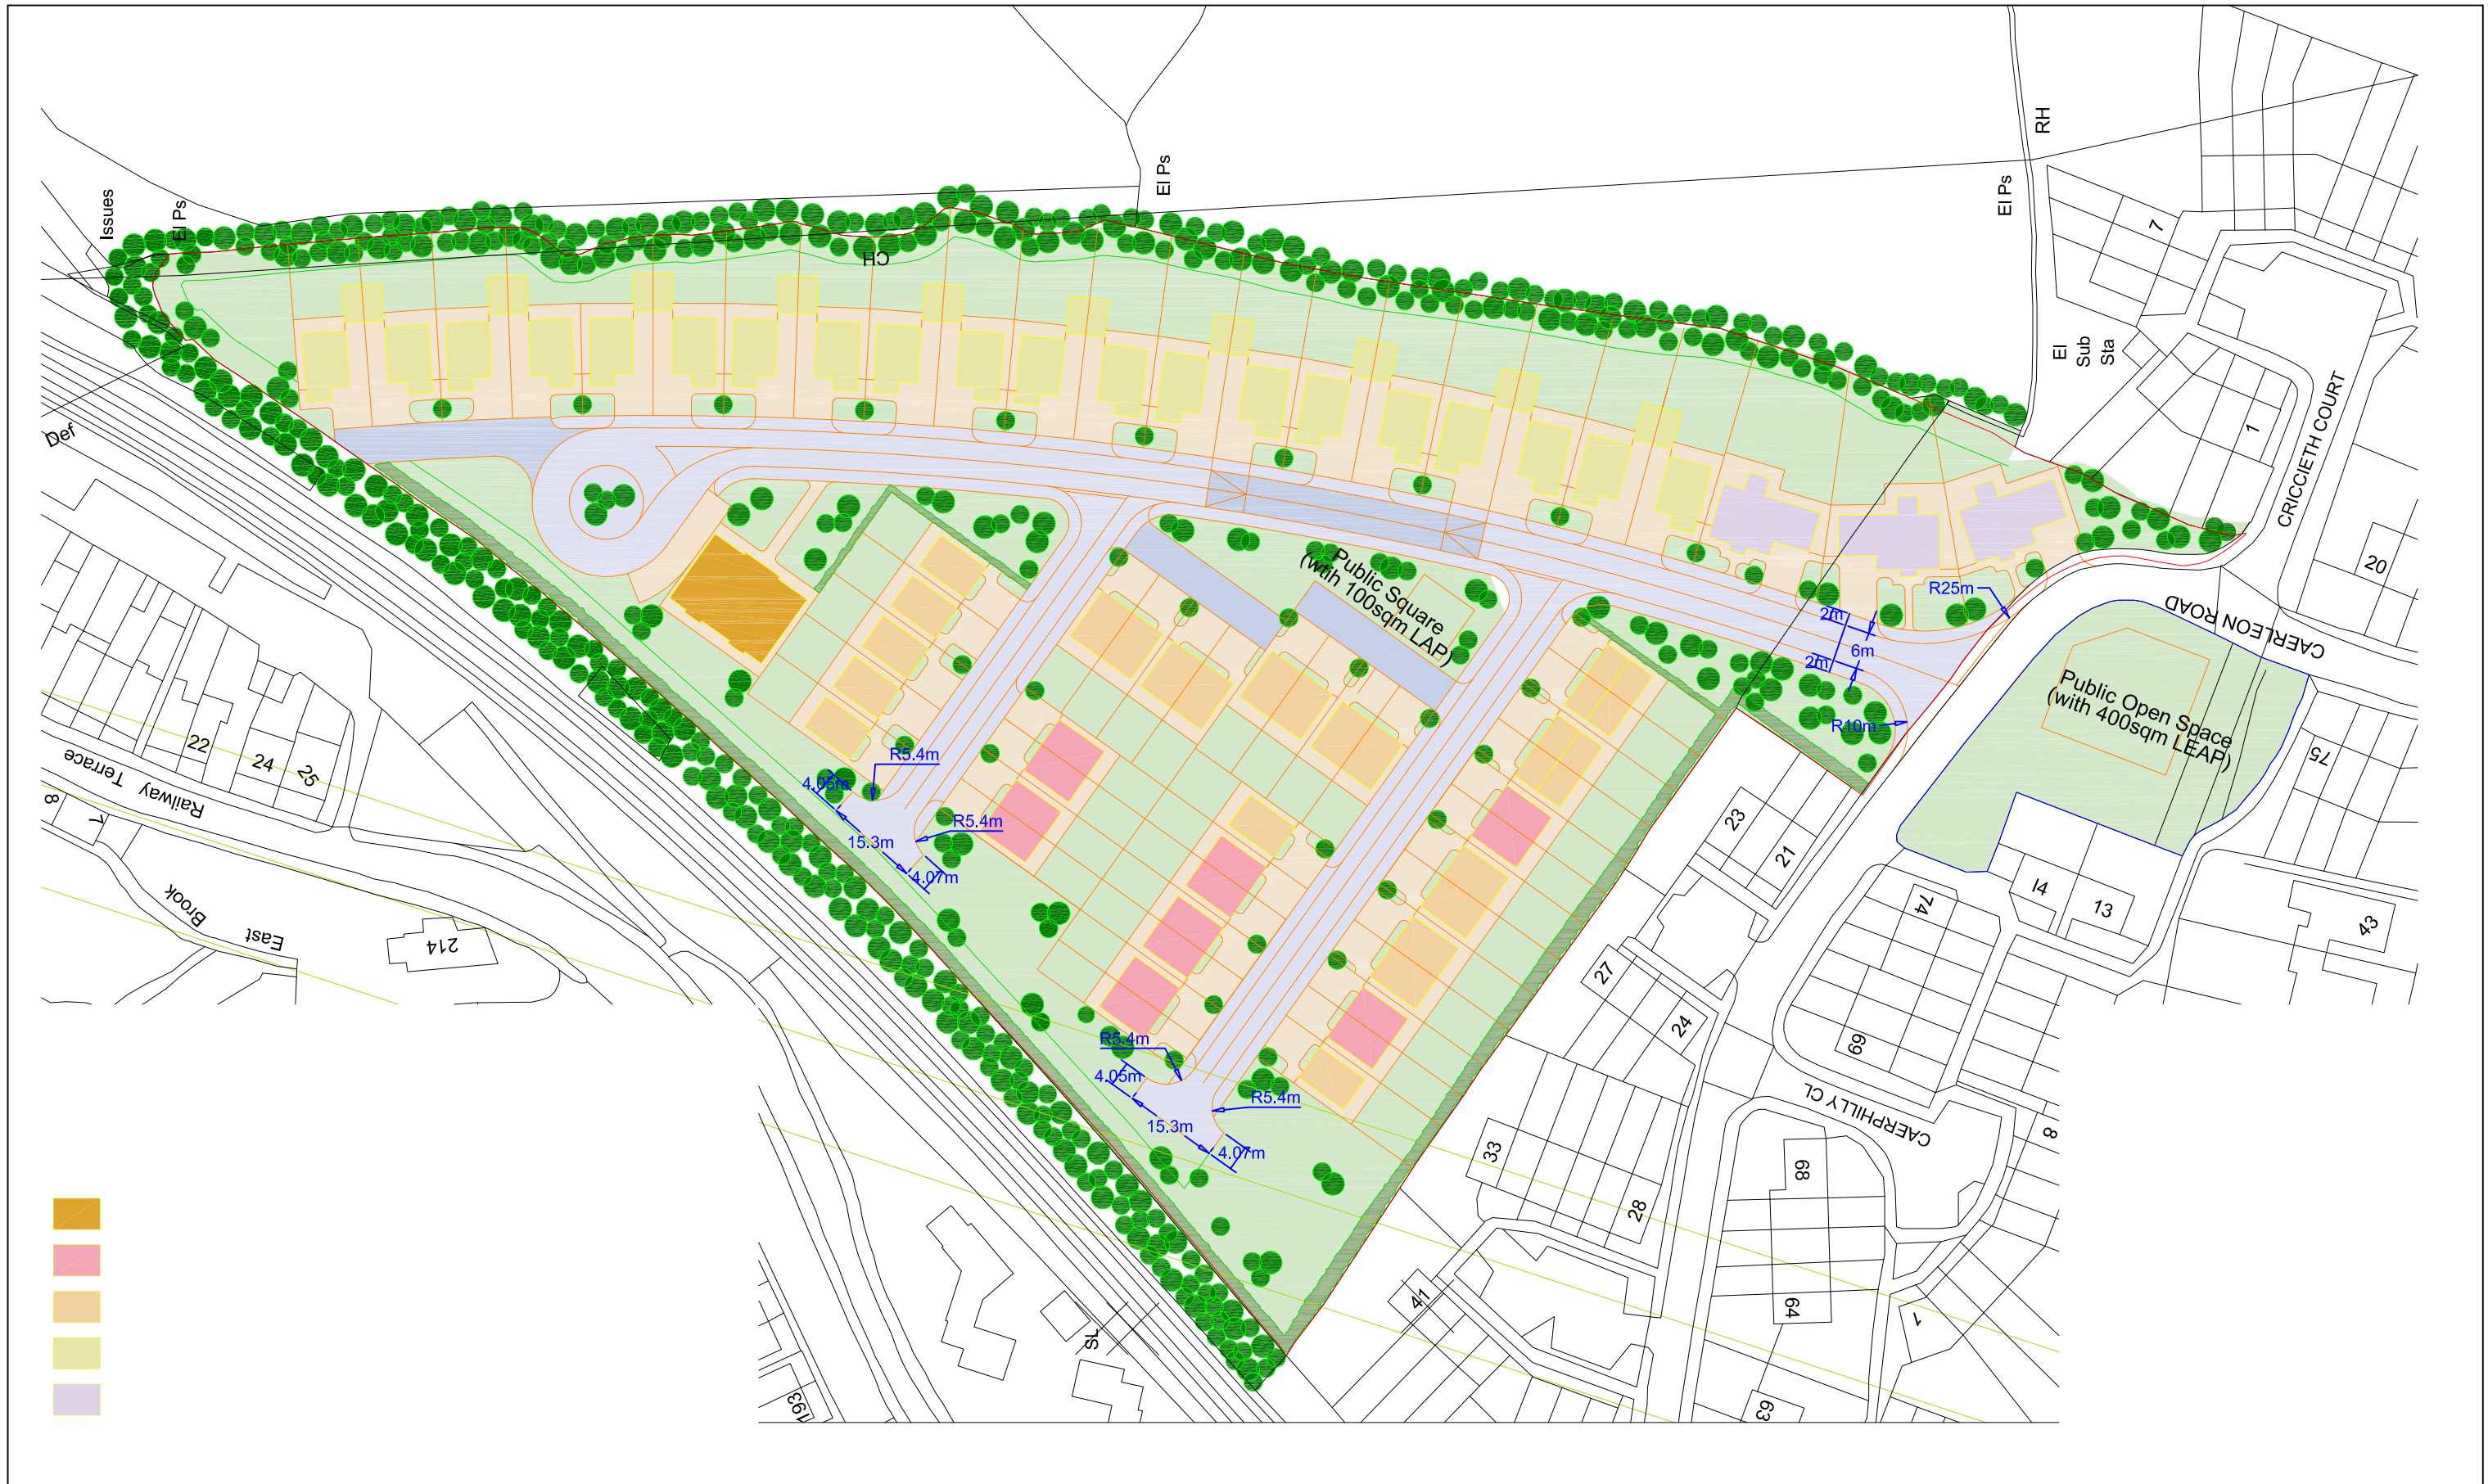 Issues
El Ps
Def
CH
El Ps
RH
El Ps
7
El
Sub
Sta
1
CRICCIETH COURT
20
CAERLEON ROAD
R25m
2m
6m
2m
R10m
Public Square
(wtih 100sqm LAP)
Public Open Space
(with 400sqm LEAP)
75
22
24
25
Railway Terrace
8
7
Brook
East
214
R5.4m
4.05m
R5.4m
15.3m
4.07m
23
21
14
13
74
43
27
24
69
R5.4m
4.05m
R5.4m
15.3m
4.07m
CAERPHILLY CL
8
33
28
68
41
64
7
SL
193
63